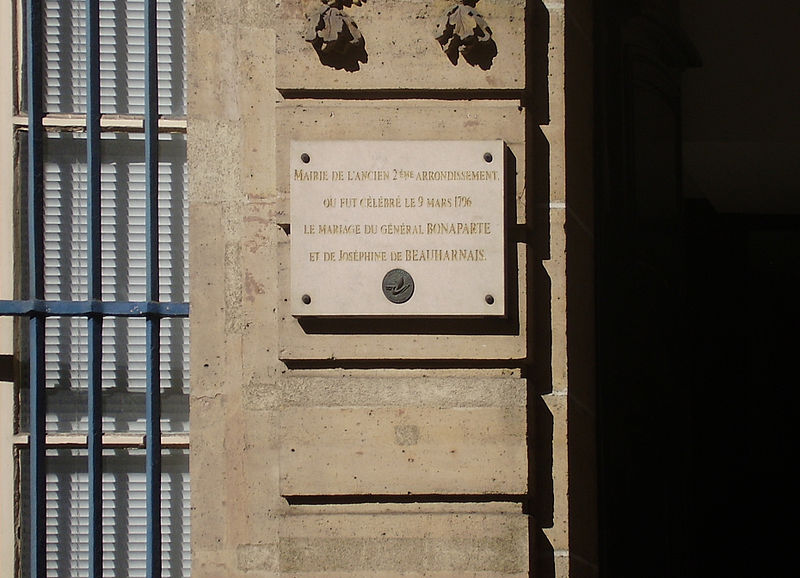 MAIRIE DE L'ANCIEN 2ÈME ARRONDISSEMENT,
OU FUT CÉLÉBRÉ LE 9 MARS 1796
LE MARIAGE DU GÉNÉRAL BONAPARTE
ET DE JOSÉPHINE DE BEAUHARNAIS.